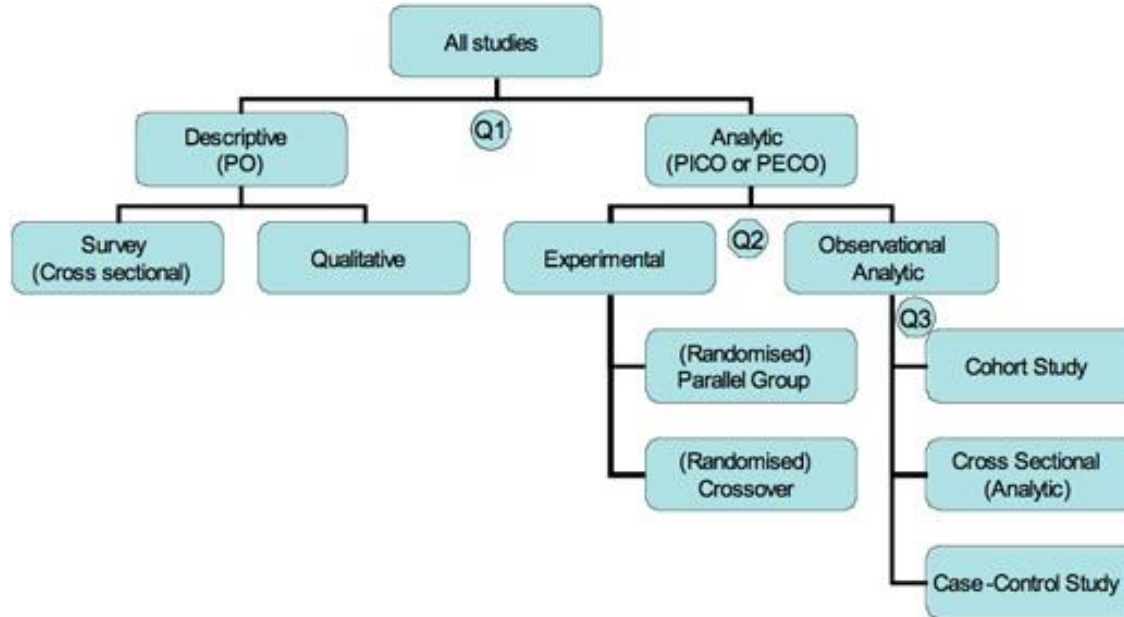 All studies
Descriptive
(PO)
Q1
Analytic
(PICO or PECO)
Survey
(Cross sectional)
Qualitative
Experimental
Q2
Observational
Analytic
Q3
(Randomised)
Parallel Group
Cohort Study
(Randomised)
Crossover
Cross Sectional
(Analytic)
Case -Control Study